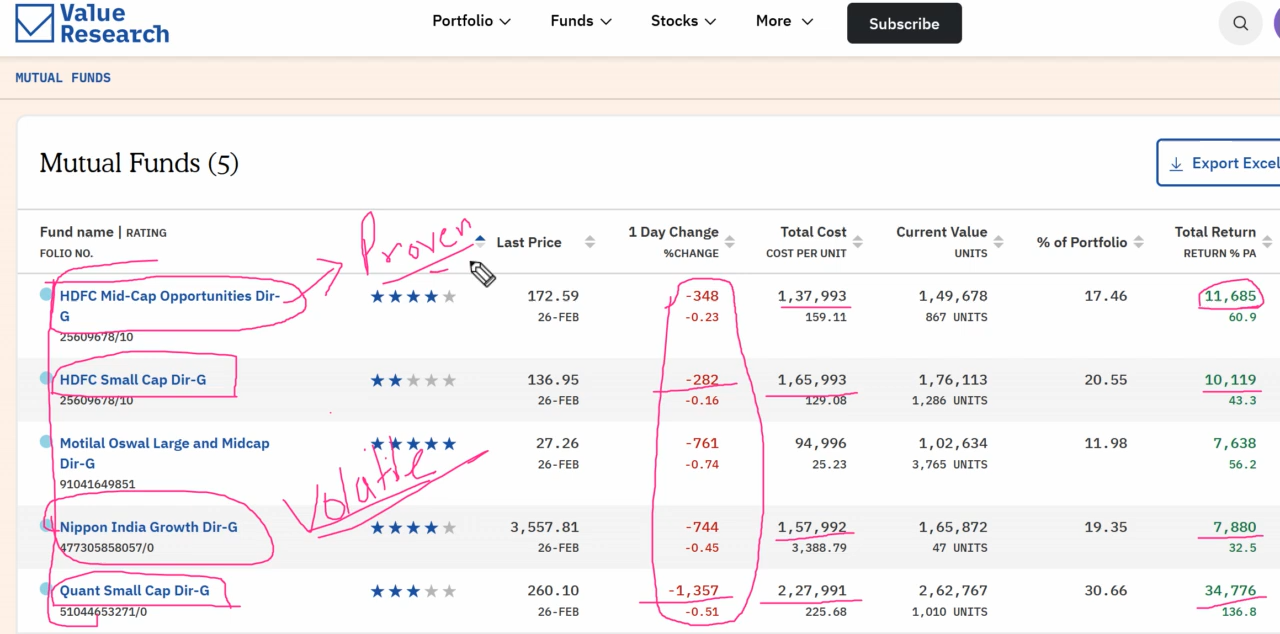 Value
Research
Portfolio Funds Stocks More Subscribe
MUTUAL FUNDS
Mutual Funds (5)
Export Excel
Fund name | RATING
FOLIO NO.
Proven
Last Price
1 Day Change
%CHANGE
Total Cost
COST PER UNIT
Current Value
UNITS
% of Portfolio
Total Return
RETURN % PA
HDFC Mid-Cap Opportunities Dir- 172.59 -348 1,37,993 1,49,678 17.46 11,685
G 26-FEB -0.23 159.11 867 UNITS 60.9
25609678/10
HDFC Small Cap Dir-G 136.95 -282 1,65,993 1,76,113 20.55 10,119
25609678/10 26-FEB -0.16 129.08 1,286 UNITS 43.3
Motilal Oswal Large and Midcap 27.26 -761 94,996 1,02,634 11.98 7,638
Dir-G 26-FEB -0.74 25.23 3,765 UNITS 56.2
91041649851
Volatile
Nippon India Growth Dir-G 3,557.81 -744 1,57,992 1,65,872 19.35 7,880
477305858057/0 26-FEB -0.45 3,388.79 47 UNITS 32.5
Quant Small Cap Dir-G 260.10 -1,357 2,27,991 2,62,767 30.66 34,776
51044653271/0 26-FEB -0.51 225.68 1,010 UNITS 136.8